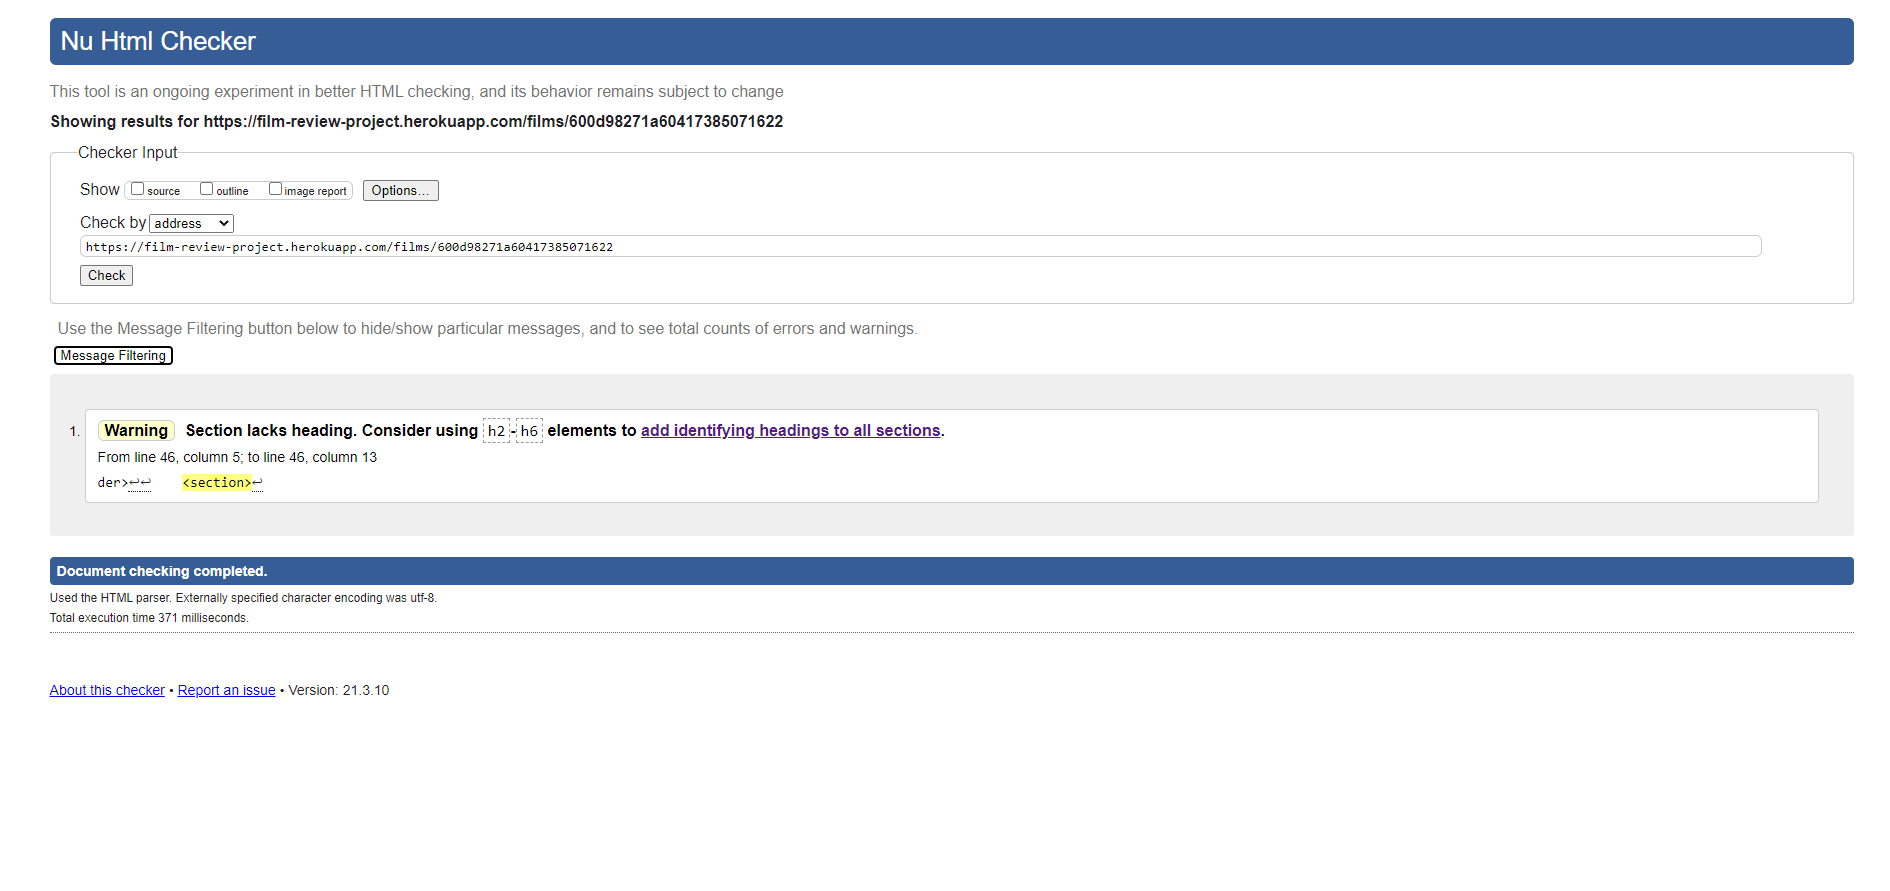 Nu Html Checker
This tool is an ongoing experiment in better HTML checking, and its behavior remains subject to change
Showing results for https://film-review-project.herokuapp.com/films/600d98271a60417385071622
Checker Input
Show source outline image report Options...
Check by address
https://film-review-project.herokuapp.com/films/600d98271a60417385071622
Check
Use the Message Filtering button below to hide/show particular messages, and to see total counts of errors and warnings.
Message Filtering
1. Warning Section lacks heading. Consider using h2-h6 elements to add identifying headings to all sections.
From line 46, column 5; to line 46, column 13
der>↩↩ <section>↩
Document checking completed.
Used the HTML parser. Externally specified character encoding was utf-8.
Total execution time 371 milliseconds.
About this checker • Report an issue • Version: 21.3.10